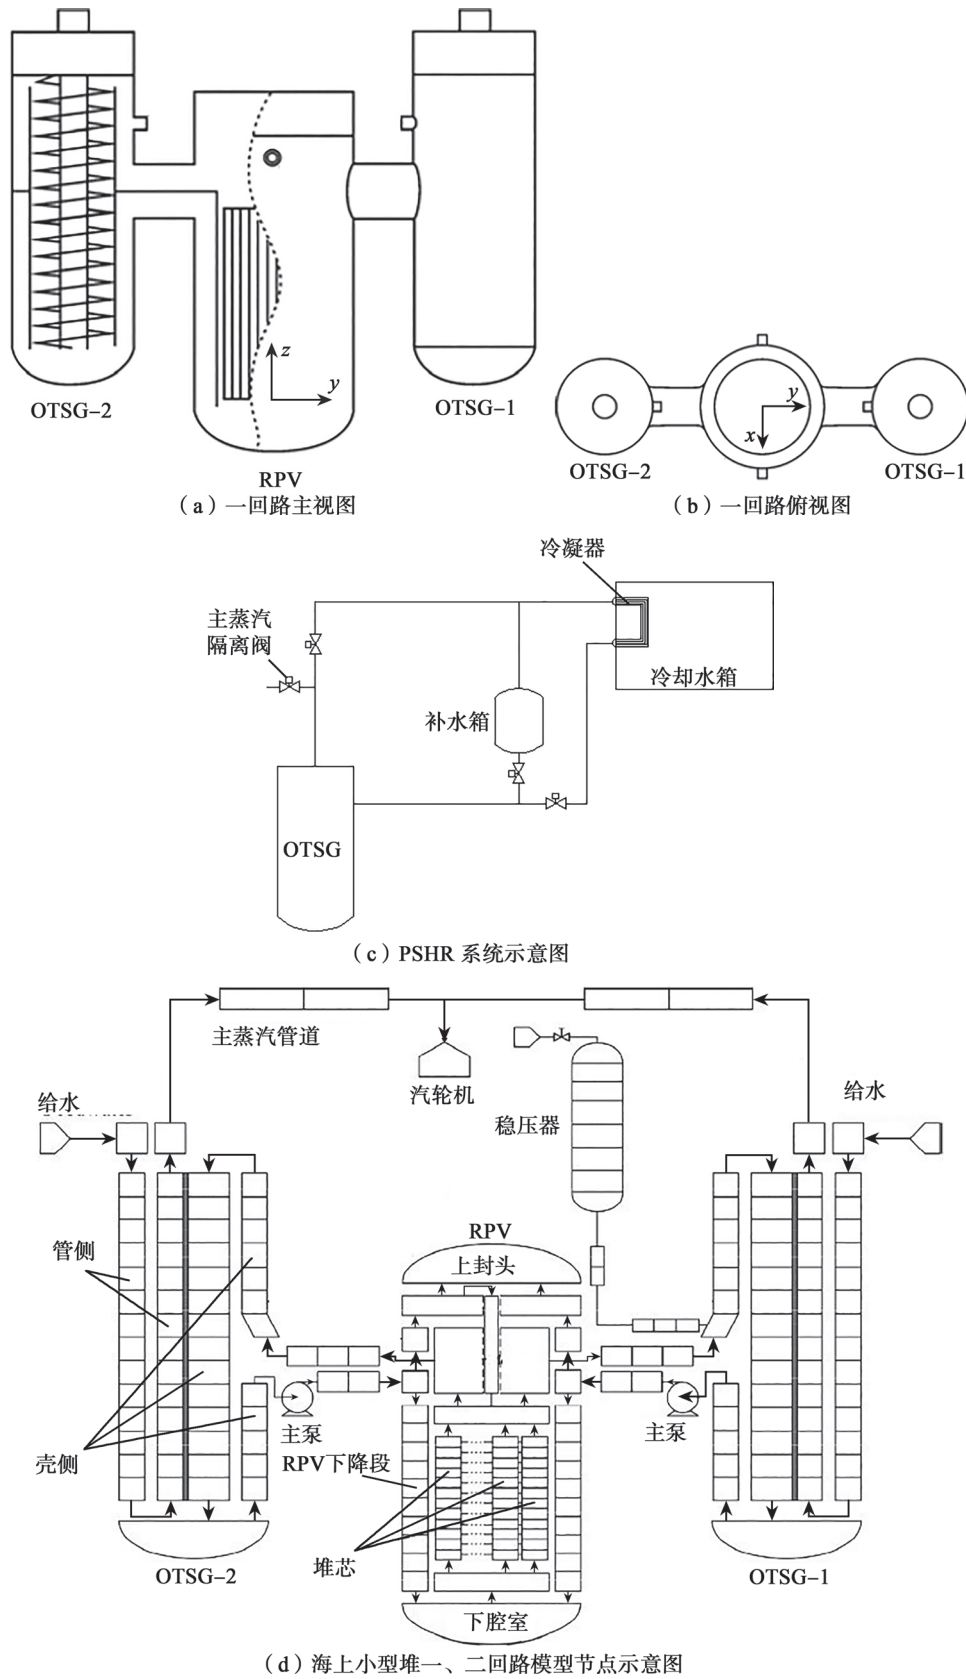 z
y
OTSG-2
OTSG-1
RPV
(a)一回路主视图
y
x
OTSG-2
OTSG-1
(b)一回路俯视图
冷凝器
主蒸汽
隔离阀
冷却水箱
补水箱
OTSG
(c)PSHR 系统示意图
主蒸汽管道
汽轮机
给水
稳压器
给水
RPV
上封头
管侧
主泵
主泵
壳侧
RPV下降段
堆芯
OTSG-2
OTSG-1
下腔室
(d)海上小型堆一、二回路模型节点示意图